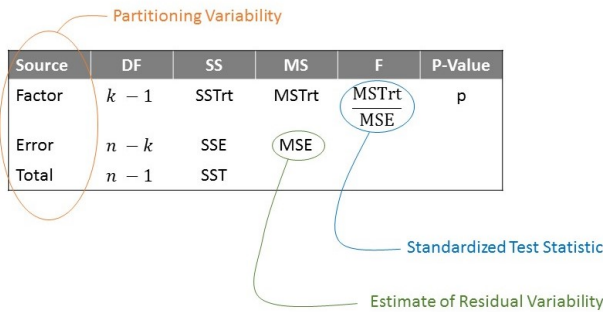 Partitioning Variability
Source DF SS MS F P-Value
Factor k − 1 SSTrt MSTrt MSTrt/MSE p
Error n − k SSE MSE
Total n − 1 SST
Standardized Test Statistic
Estimate of Residual Variability